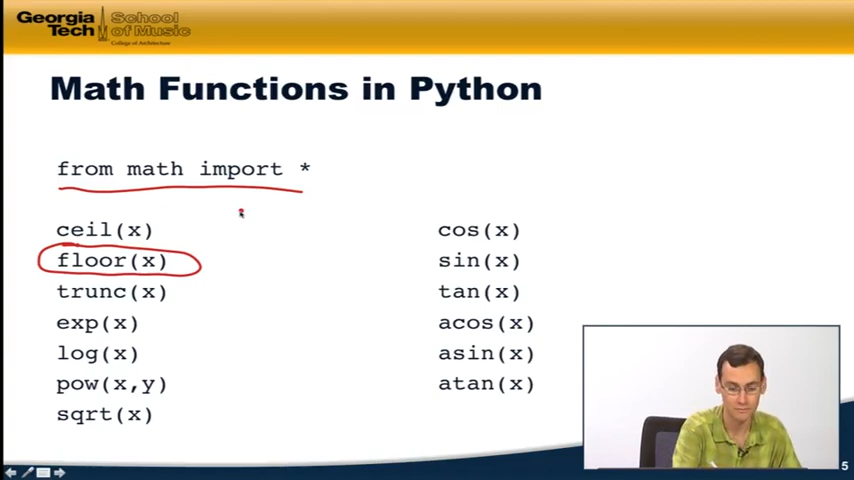 Georgia Tech
School of Music
College of Architecture
Math Functions in Python
from math import *
ceil(x)
floor(x)
trunc(x)
exp(x)
log(x)
pow(x,y)
sqrt(x)
cos(x)
sin(x)
tan(x)
acos(x)
asin(x)
atan(x)
5